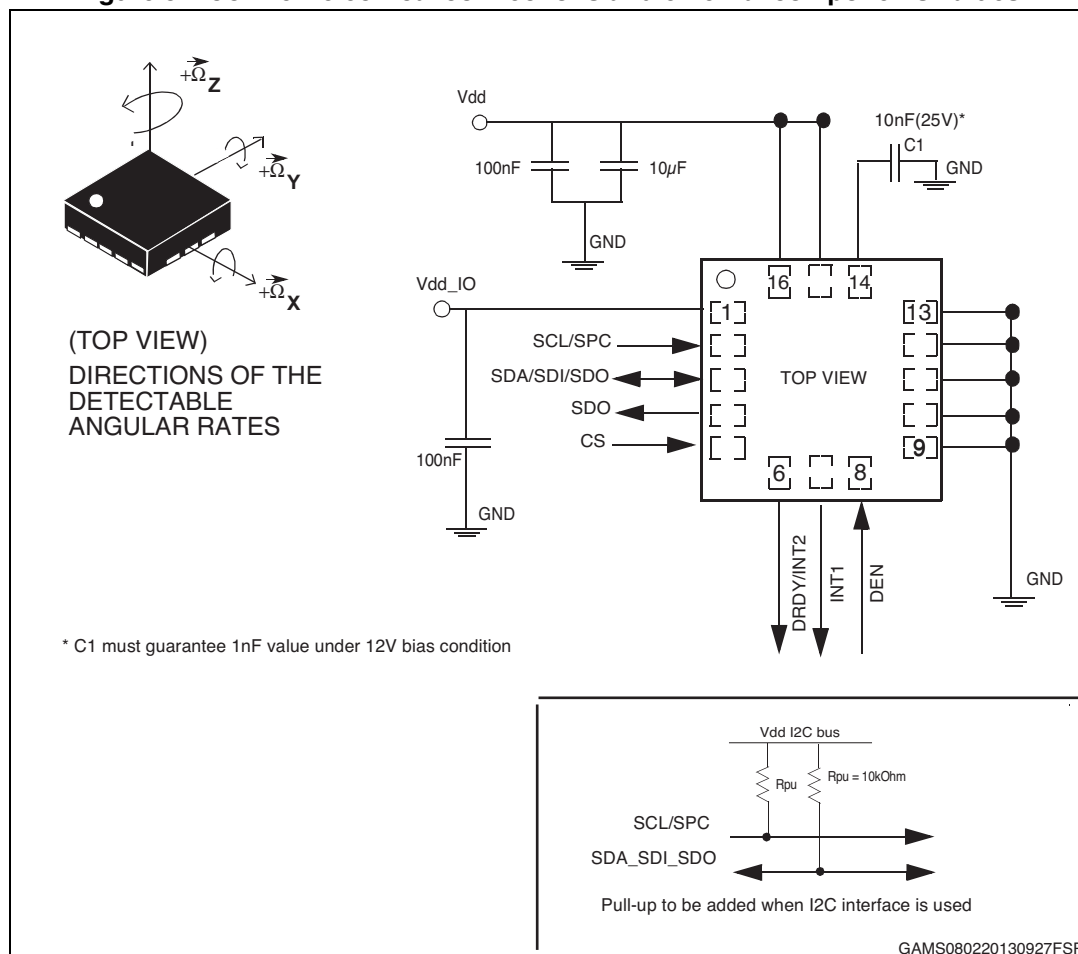 +Ω Z
+Ω Y
+Ω X
(TOP VIEW)
DIRECTIONS OF THE
DETECTABLE
ANGULAR RATES
Vdd
100nF
10µF
GND
10nF(25V)*
C1
GND
Vdd_IO
100nF
GND
SCL/SPC
SDA/SDI/SDO
SDO
CS
16
14
1
13
TOP VIEW
9
6
8
DRDY/INT2
INT1
DEN
GND
* C1 must guarantee 1nF value under 12V bias condition
Vdd I2C bus
Rpu
Rpu = 10kOhm
SCL/SPC
SDA_SDI_SDO
Pull-up to be added when I2C interface is used